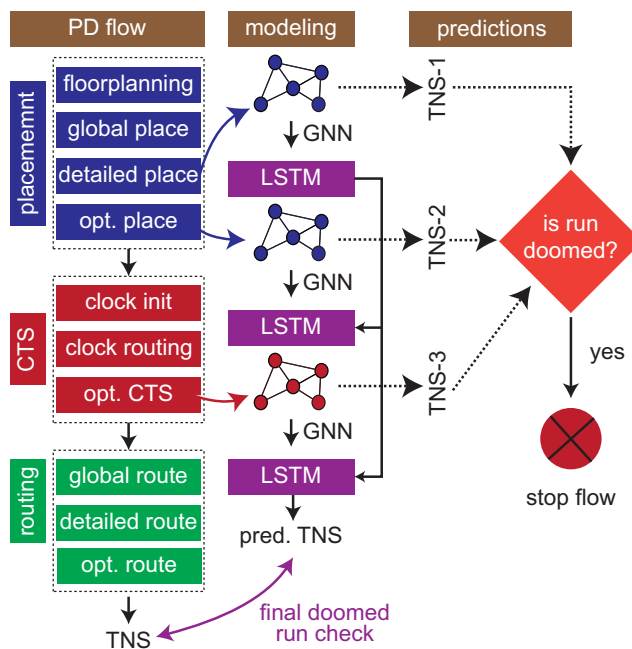 PD flow
modeling
predictions
placememnt
floorplanning
global place
detailed place
opt. place
CTS
clock init
clock routing
opt. CTS
routing
global route
detailed route
opt. route
TNS
GNN
LSTM
GNN
LSTM
GNN
LSTM
pred. TNS
final doomed
run check
TNS-1
TNS-2
TNS-3
is run
doomed?
yes
stop flow